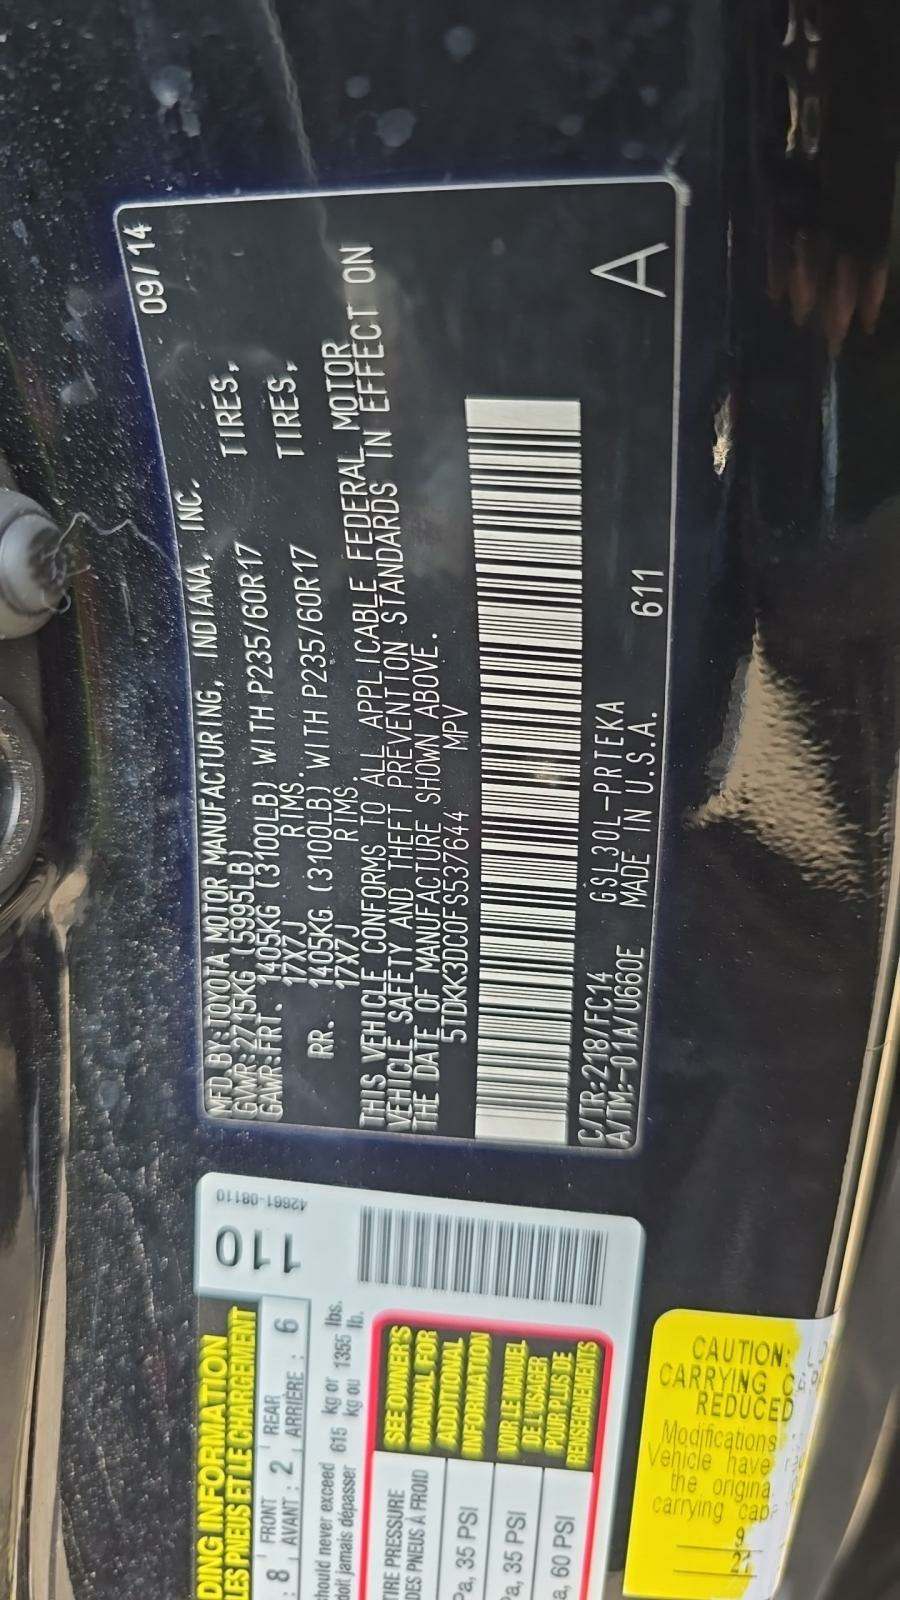 09/14
MFD.BY:TOYOTA MOTOR MANUFACTURING, INDIANA, INC.
GVWR:2715KG (5995LB)
GAWR:FRT. 1405KG (3100LB) WITH P235/60R17 TIRES,
17X7J RIMS.
RR. 1405KG (3100LB) WITH P235/60R17 TIRES,
17X7J RIMS
THIS VEHICLE CONFORMS TO ALL APPLICABLE FEDERAL MOTOR
VEHICLE SAFETY AND THEFT PREVENTION STANDARDS IN EFFECT ON
THE DATE OF MANUFACTURE SHOWN ABOVE.
5TDKK3DC0FS537644 MPV
C/TR:218/FC14 GSL30L-PRTEKA
A/TM:-01A/U660E MADE IN U.S.A. 611
A
42661-08110
110
DING INFORMATION
LES PNEUS ET LE CHARGEMENT
: 8 FRONT AVANT : 2 REAR ARRIÈRE : 6
should never exceed 615 kg or 1355 lbs.
doit jamais dépasser kg ou lb.
TIRE PRESSURE
DES PNEUS À FROID
Pa, 35 PSI
Pa, 35 PSI
a, 60 PSI
SEE OWNER'S
MANUAL FOR
ADDITIONAL
INFORMATION
VOIR LE MANUEL
DE L'USAGER
POUR PLUS DE
RENSEIGNEMENTS
CAUTION:
CARRYING
REDUCED
Modifications
Vehicle have
the origina
carrying cap